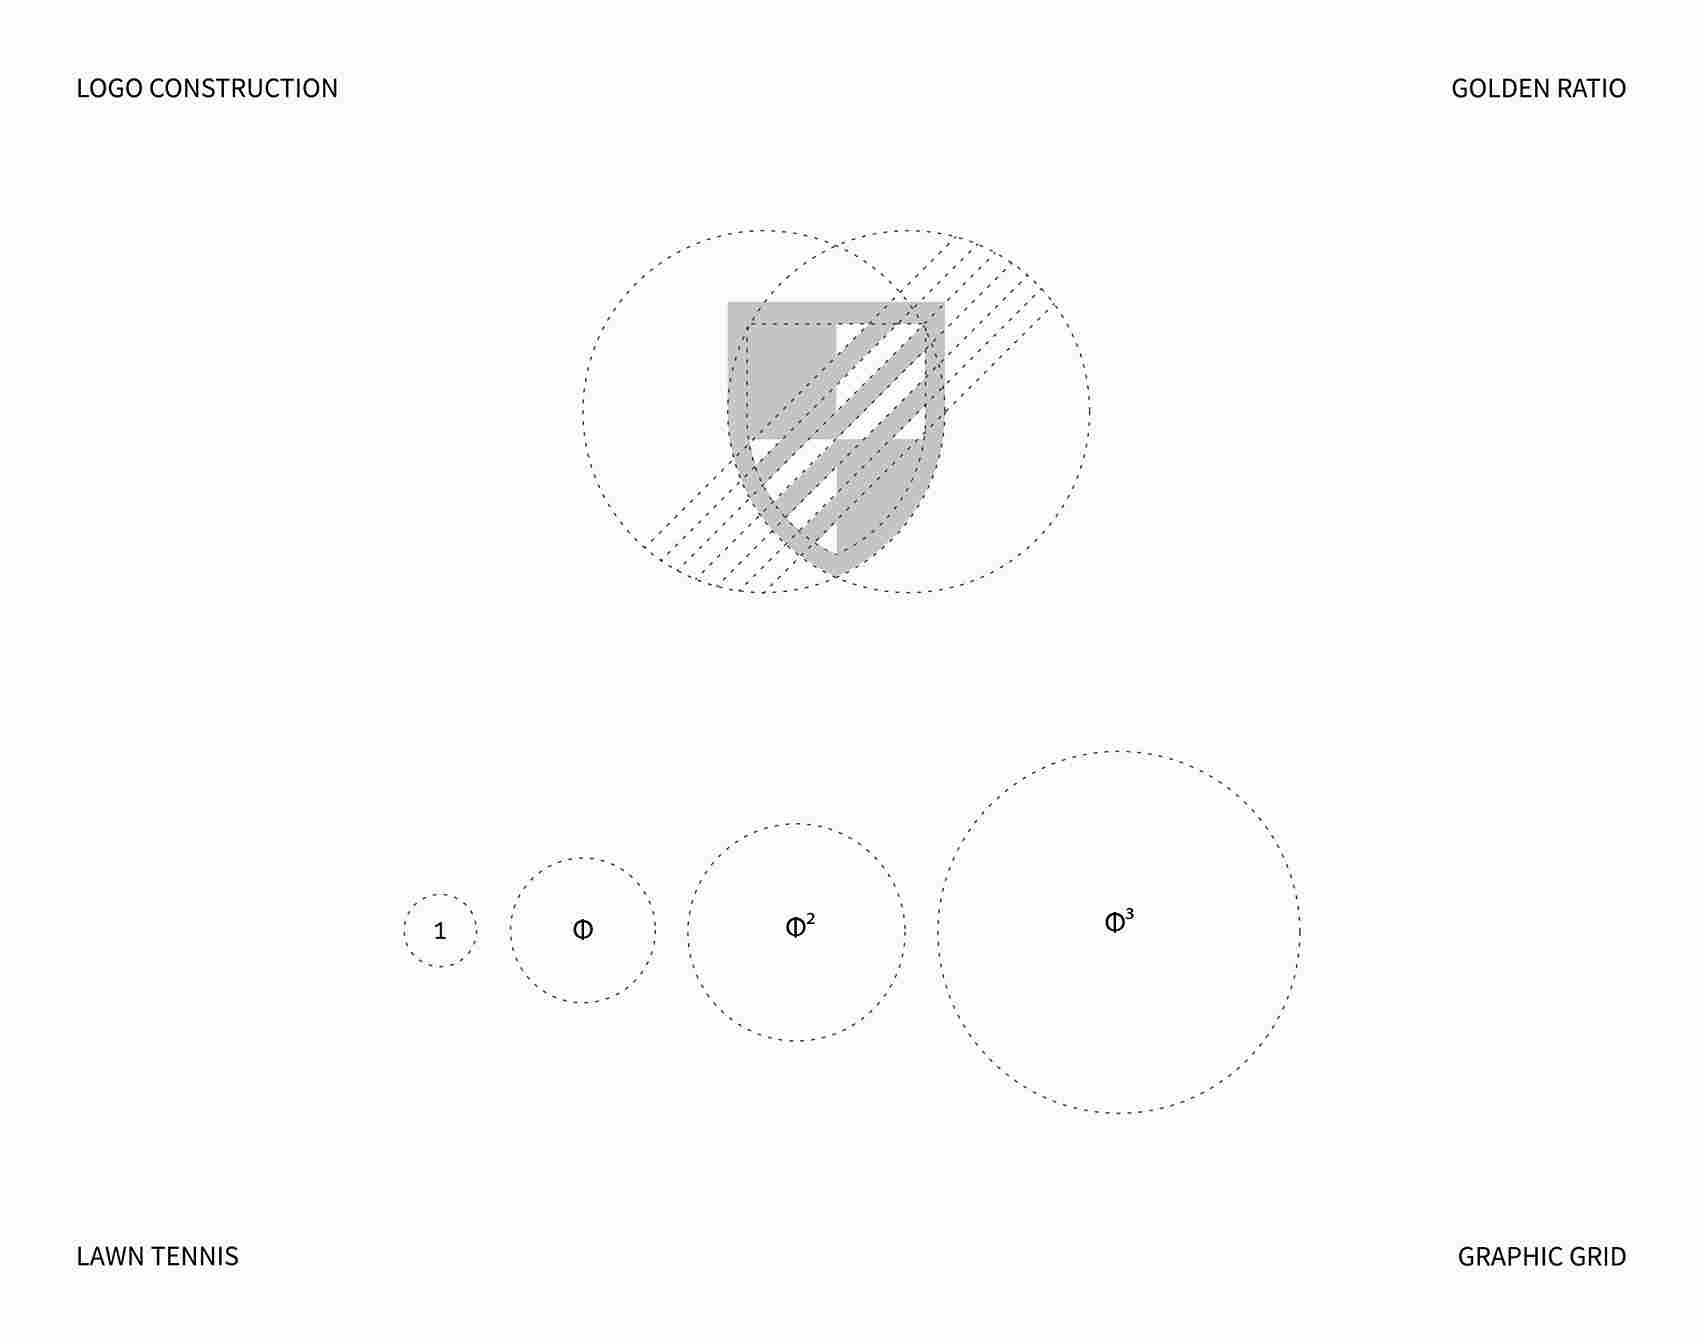 LOGO CONSTRUCTION
GOLDEN RATIO
1
Φ
Φ²
Φ³
LAWN TENNIS
GRAPHIC GRID